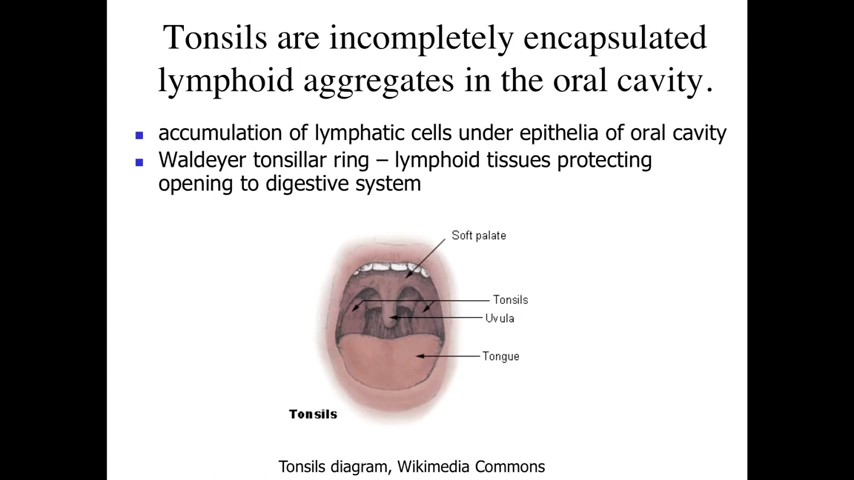 Tonsils are incompletely encapsulated
lymphoid aggregates in the oral cavity.
accumulation of lymphatic cells under epithelia of oral cavity
Waldeyer tonsillar ring – lymphoid tissues protecting
opening to digestive system
Soft palate
Tonsils
Uvula
Tongue
Tonsils
Tonsils diagram, Wikimedia Commons